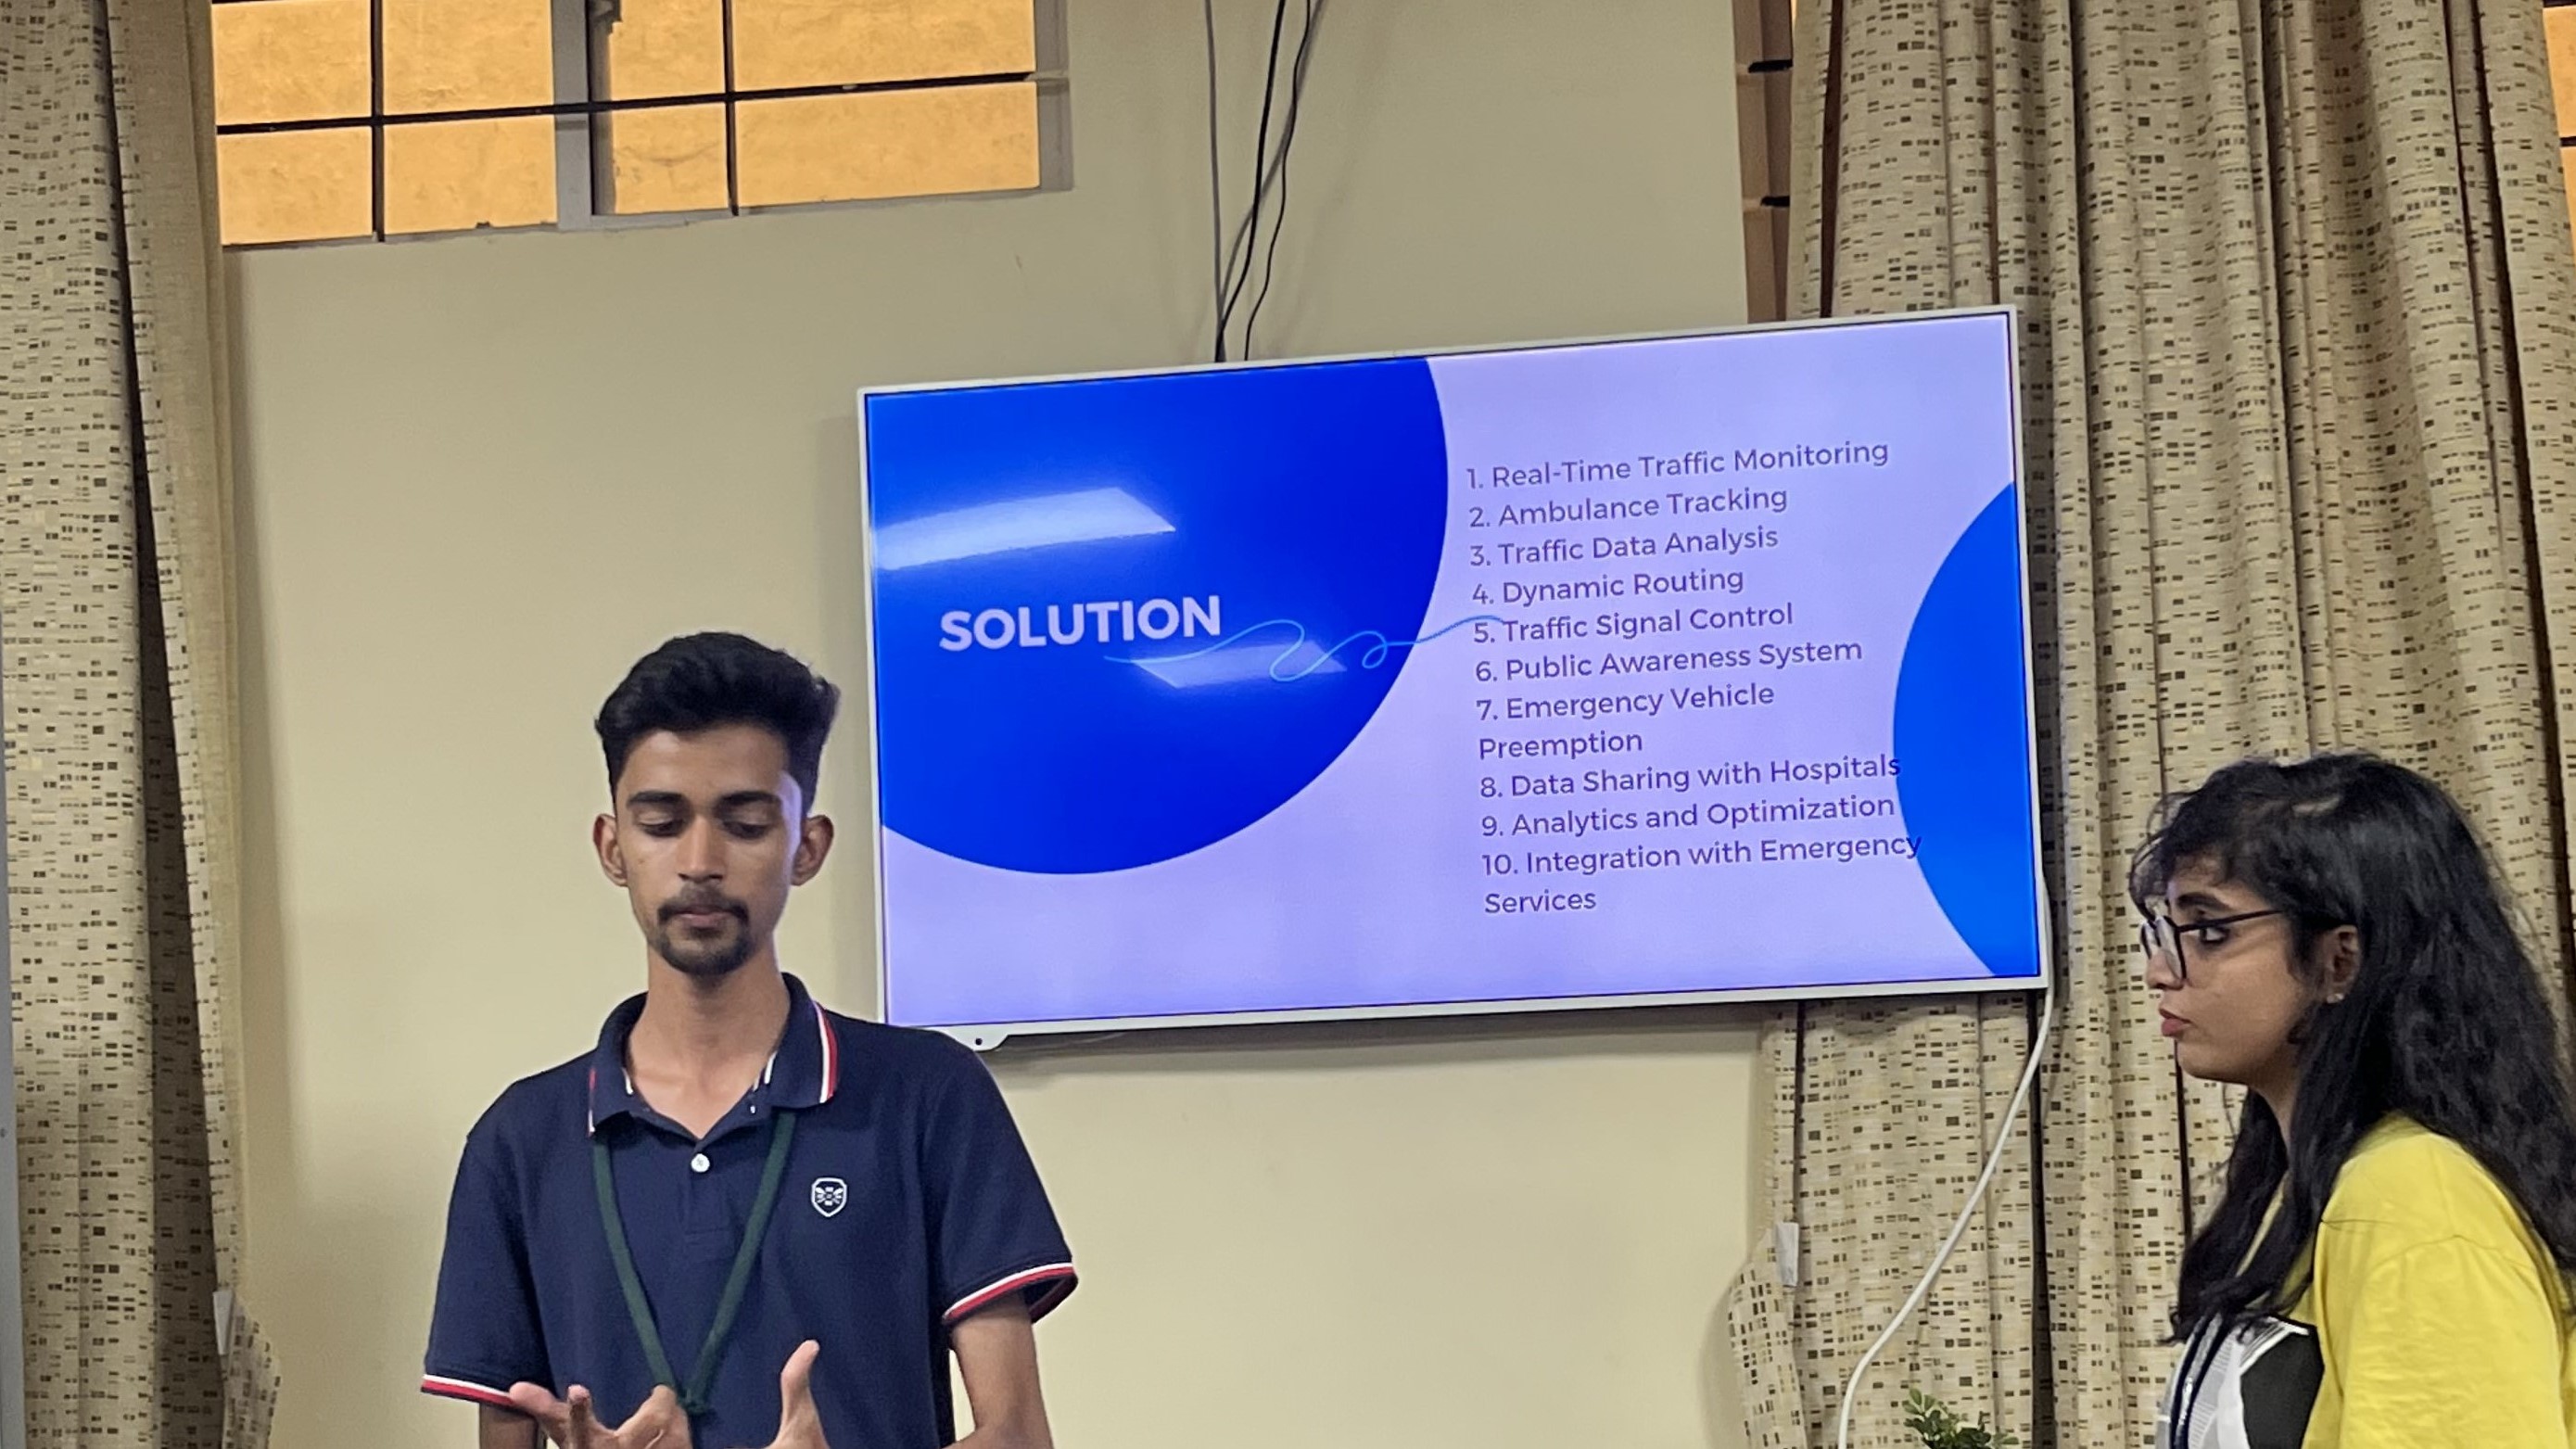 SOLUTION
1. Real-Time Traffic Monitoring
2. Ambulance Tracking
3. Traffic Data Analysis
4. Dynamic Routing
5. Traffic Signal Control
6. Public Awareness System
7. Emergency Vehicle
Preemption
8. Data Sharing with Hospitals
9. Analytics and Optimization
10. Integration with Emergency
Services